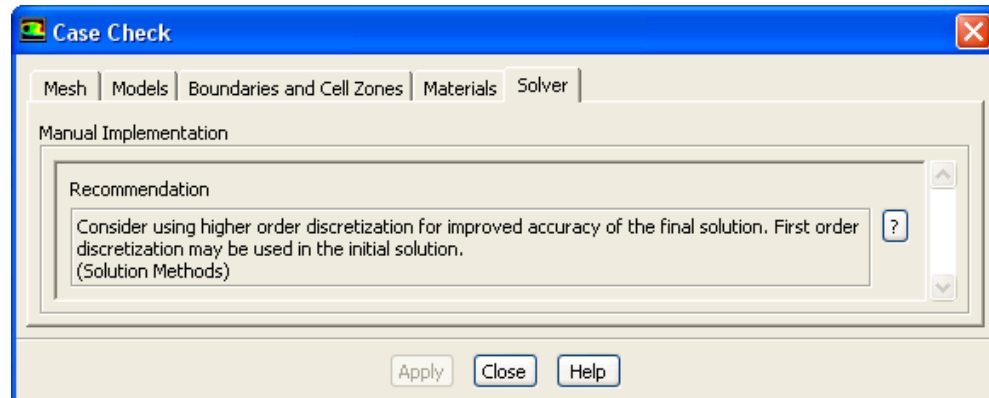 Case Check
Mesh Models Boundaries and Cell Zones Materials Solver
Manual Implementation
Recommendation
Consider using higher order discretization for improved accuracy of the final solution. First order
discretization may be used in the initial solution.
(Solution Methods)
?
Apply Close Help